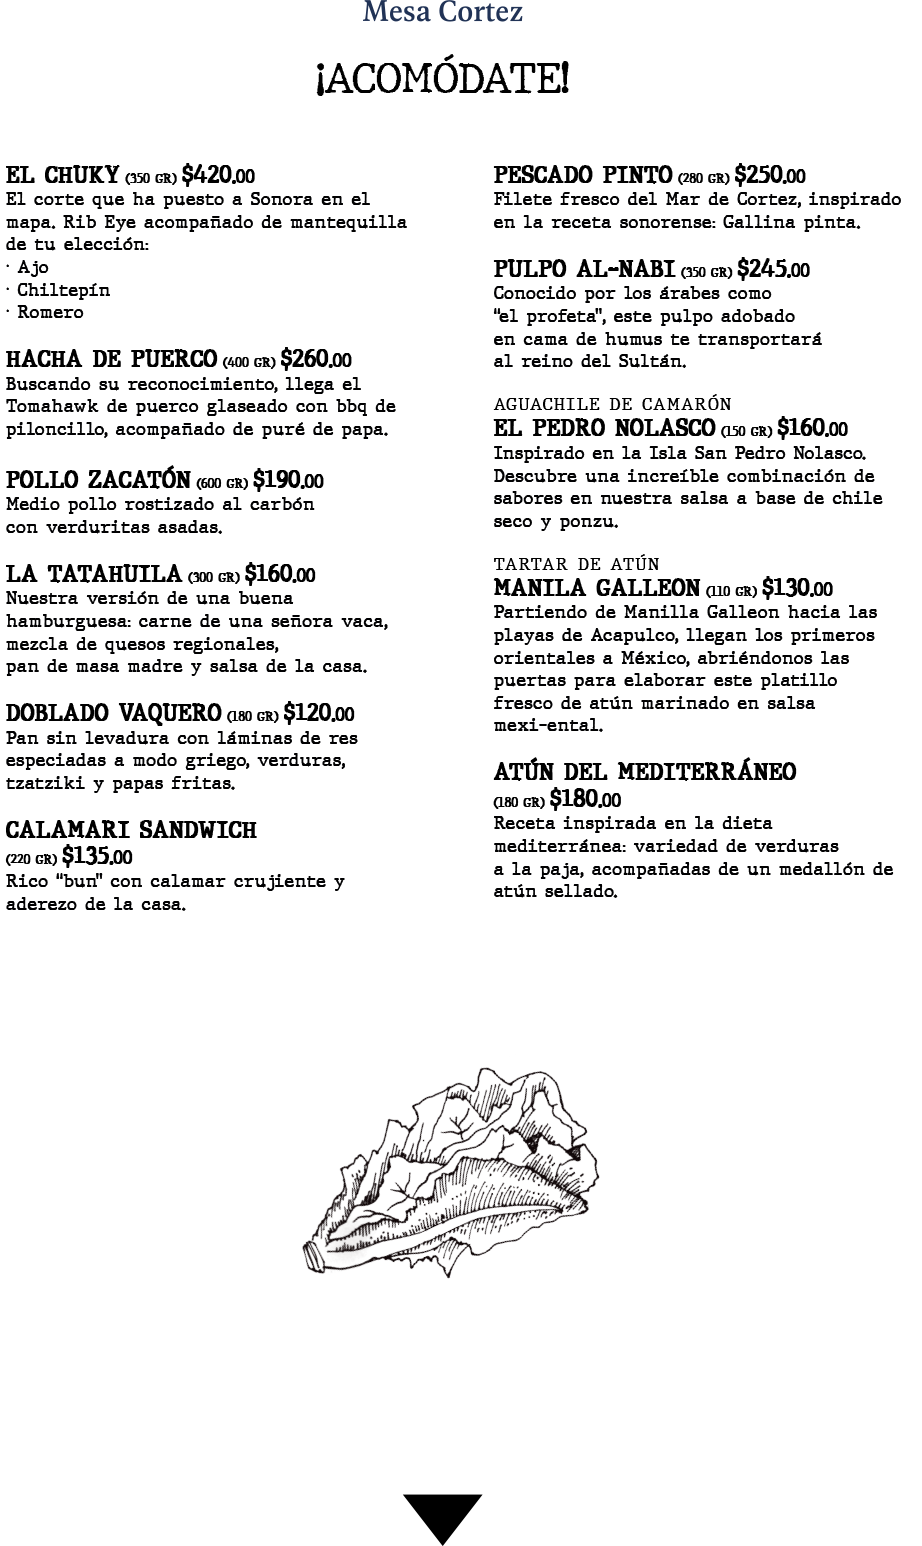 Mesa Cortez
¡ACOMÓDATE!
EL CHUKY (350 GR) $420.00
El corte que ha puesto a Sonora en el
mapa. Rib Eye acompañado de mantequilla
de tu elección:
· Ajo
· Chiltepín
· Romero
HACHA DE PUERCO (400 GR) $260.00
Buscando su reconocimiento, llega el
Tomahawk de puerco glaseado con bbq de
piloncillo, acompañado de puré de papa.
POLLO ZACATÓN (600 GR) $190.00
Medio pollo rostizado al carbón
con verduritas asadas.
LA TATAHUILA (300 GR) $160.00
Nuestra versión de una buena
hamburguesa: carne de una señora vaca,
mezcla de quesos regionales,
pan de masa madre y salsa de la casa.
DOBLADO VAQUERO (180 GR) $120.00
Pan sin levadura con láminas de res
especiadas a modo griego, verduras,
tzatziki y papas fritas.
CALAMARI SANDWICH
(220 GR) $135.00
Rico “bun” con calamar crujiente y
aderezo de la casa.
PESCADO PINTO (280 GR) $250.00
Filete fresco del Mar de Cortez, inspirado
en la receta sonorense: Gallina pinta.
PULPO AL-NABI (350 GR) $245.00
Conocido por los árabes como
“el profeta”, este pulpo adobado
en cama de humus te transportará
al reino del Sultán.
AGUACHILE DE CAMARÓN
EL PEDRO NOLASCO (150 GR) $160.00
Inspirado en la Isla San Pedro Nolasco.
Descubre una increíble combinación de
sabores en nuestra salsa a base de chile
seco y ponzu.
TARTAR DE ATÚN
MANILA GALLEON (110 GR) $130.00
Partiendo de Manilla Galleon hacia las
playas de Acapulco, llegan los primeros
orientales a México, abriéndonos las
puertas para elaborar este platillo
fresco de atún marinado en salsa
mexi-ental.
ATÚN DEL MEDITERRÁNEO
(180 GR) $180.00
Receta inspirada en la dieta
mediterránea: variedad de verduras
a la paja, acompañadas de un medallón de
atún sellado.